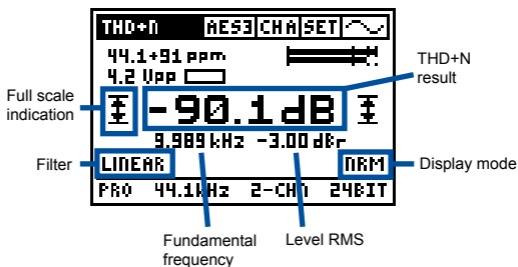 THD+N AES3 CHA SET
44.1+91 ppm
4.2 Vpp
THD+N
result
Full scale
indication
-90.1dB
9.989 kHz -3.00 dBr
Filter
LINEAR
NRM
Display mode
PRO 44.1kHz 2-CHN 24BIT
Fundamental
frequency
Level RMS